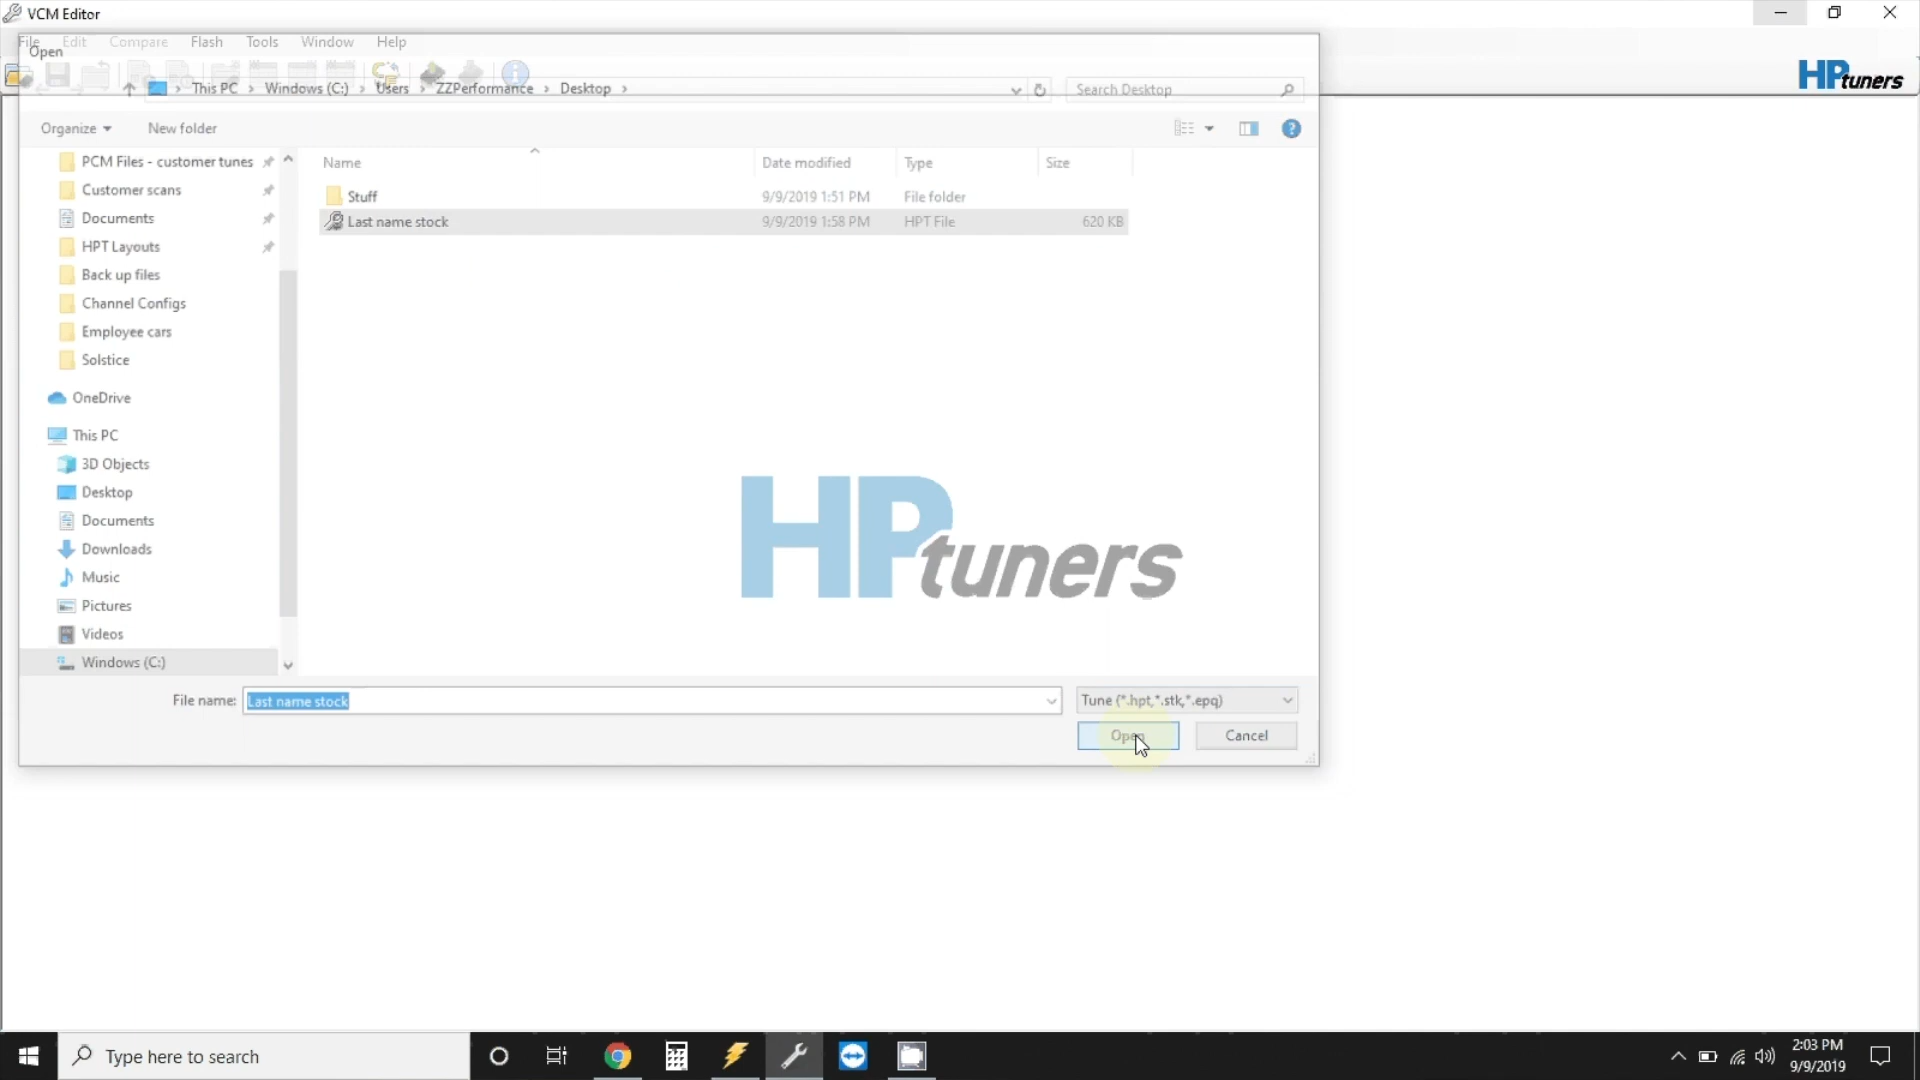 VCM Editor
File Edit Compare Flash Tools Window Help
Open
HPtuners
This PC Windows (C:) Users ZZPerformance Desktop
Search Desktop
Organize New folder
Name Date modified Type Size
Stuff 9/9/2019 1:51 PM File folder
Last name stock 9/9/2019 1:58 PM HPT File 620 KB
PCM Files - customer tunes
Customer scans
Documents
HPT Layouts
Back up files
Channel Configs
Employee cars
Solstice
OneDrive
This PC
3D Objects
Desktop
Documents
Downloads
Music
Pictures
Videos
Windows (C:)
HPtuners
File name: Last name stock Tune (*.hpt,*.stk,*.epq)
Open Cancel
Type here to search
2:03 PM
9/9/2019